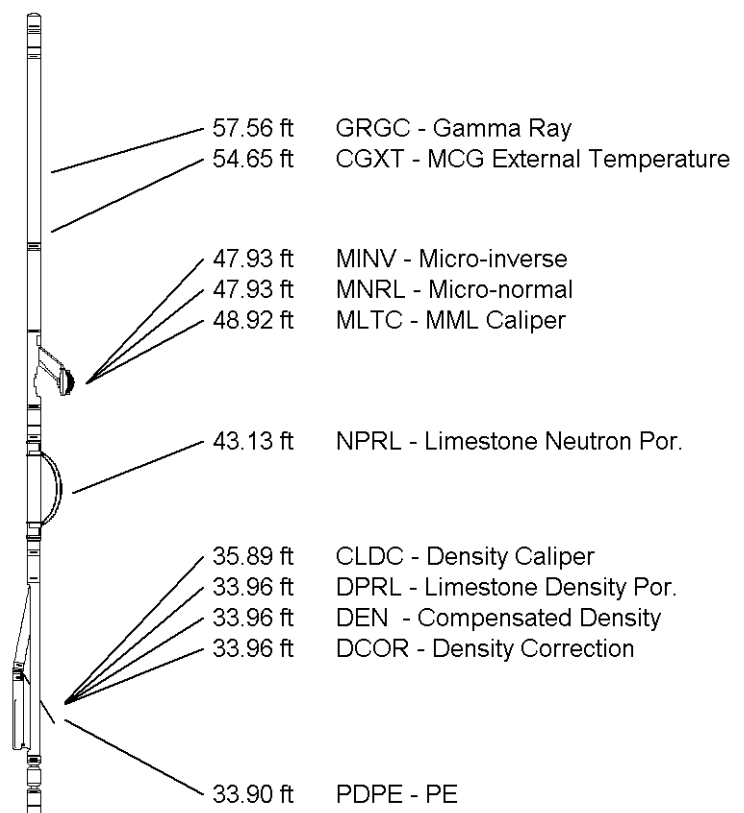 57.56 ft GRGC - Gamma Ray
54.65 ft CGXT - MCG External Temperature
47.93 ft MINV - Micro-inverse
47.93 ft MNRL - Micro-normal
48.92 ft MLTC - MML Caliper
43.13 ft NPRL - Limestone Neutron Por.
35.89 ft CLDC - Density Caliper
33.96 ft DPRL - Limestone Density Por.
33.96 ft DEN - Compensated Density
33.96 ft DCOR - Density Correction
33.90 ft PDPE - PE